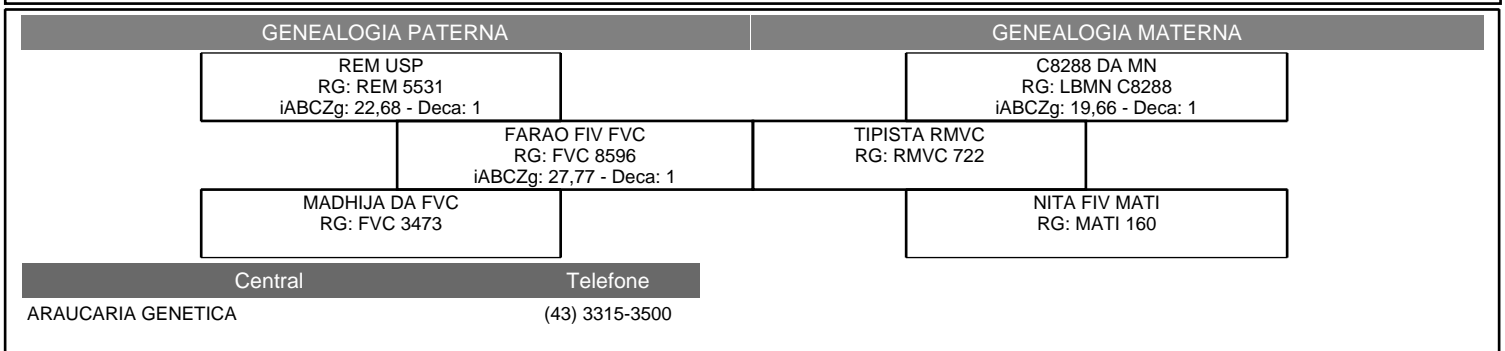 GENEALOGIA PATERNA
GENEALOGIA MATERNA
REM USP
RG: REM 5531
iABCZg: 22,68 - Deca: 1
C8288 DA MN
RG: LBMN C8288
iABCZg: 19,66 - Deca: 1
FARAO FIV FVC
RG: FVC 8596
iABCZg: 27,77 - Deca: 1
TIPISTA RMVC
RG: RMVC 722
MADHIJA DA FVC
RG: FVC 3473
NITA FIV MATI
RG: MATI 160
Central
Telefone
ARAUCARIA GENETICA
(43) 3315-3500